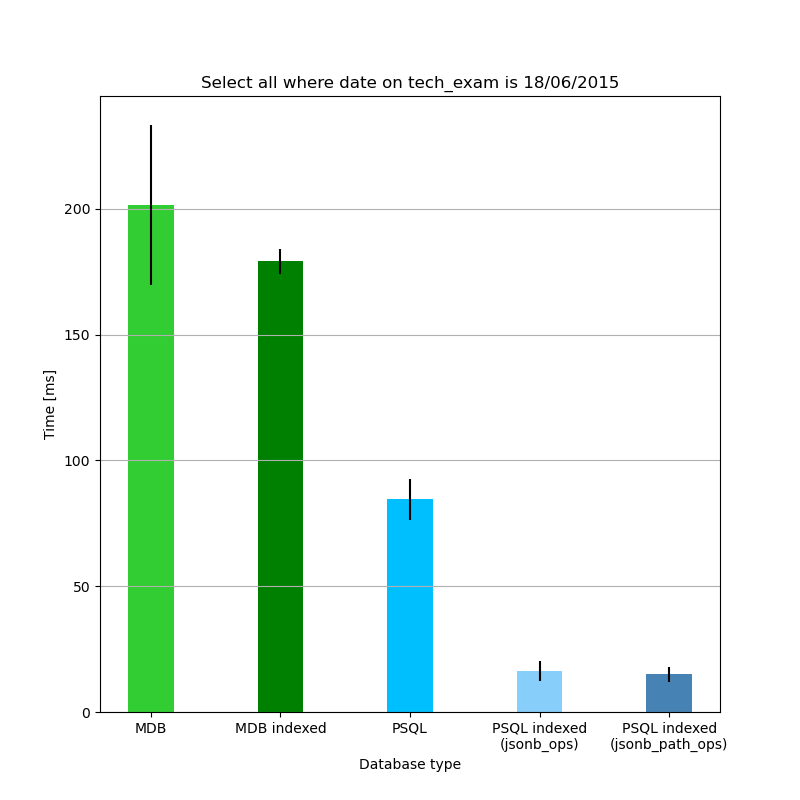 Select all where date on tech_exam is 18/06/2015
Time [ms]
200
150
100
50
0
MDB
MDB indexed
PSQL
PSQL indexed
(jsonb_ops)
PSQL indexed
(jsonb_path_ops)
Database type